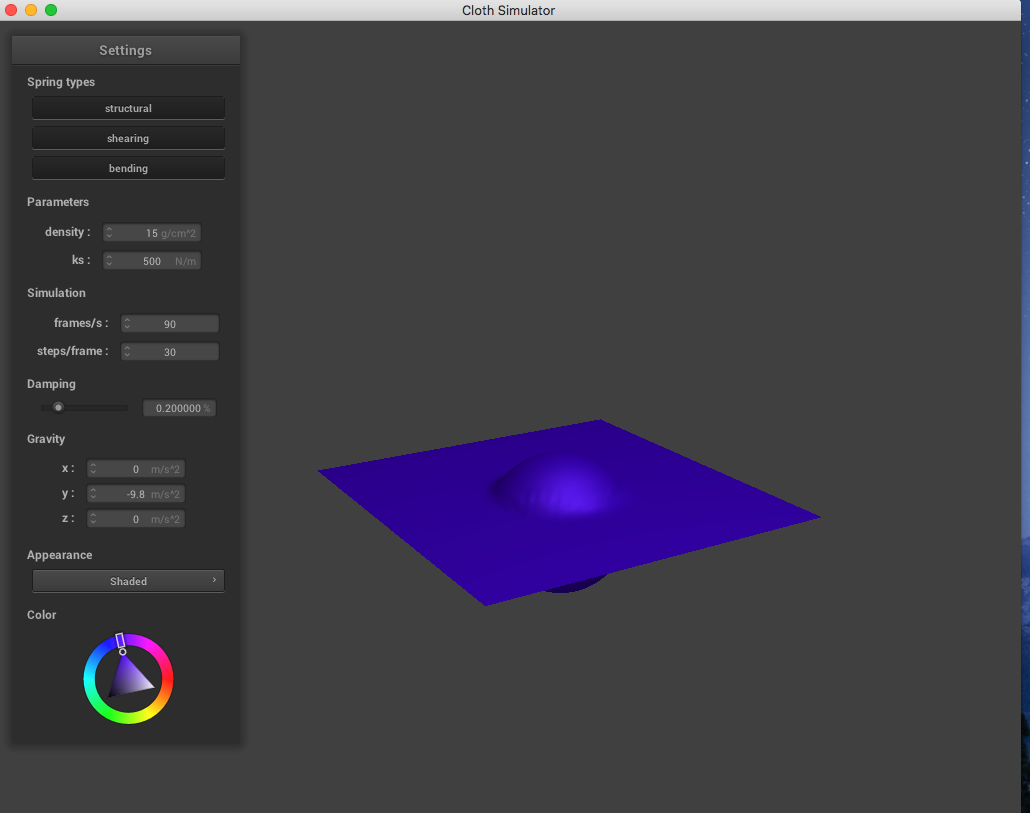 Cloth Simulator
Settings
Spring types
structural
shearing
bending
Parameters
density : 15 g/cm^2
ks : 500 N/m
Simulation
frames/s : 90
steps/frame : 30
Damping
0.200000 %
Gravity
x : 0 m/s^2
y : -9.8 m/s^2
z : 0 m/s^2
Appearance
Shaded
Color